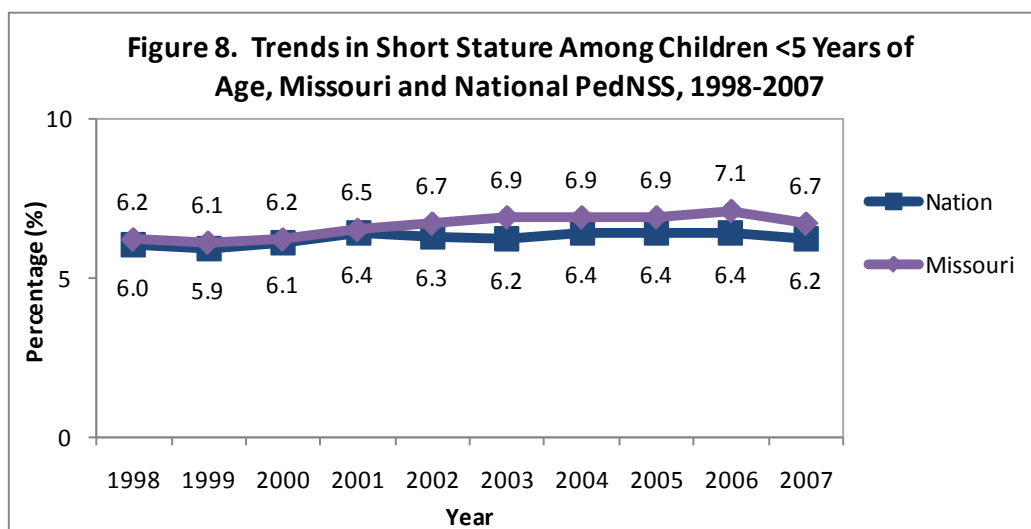 Figure 8.  Trends in Short Stature Among Children <5 Years of
Age, Missouri and National PedNSS, 1998-2007
Percentage (%)
10
5
0
6.2 6.1 6.2 6.5 6.7 6.9 6.9 6.9 7.1 6.7
6.0 5.9 6.1 6.4 6.3 6.2 6.4 6.4 6.4 6.2
1998 1999 2000 2001 2002 2003 2004 2005 2006 2007
Year
Nation
Missouri